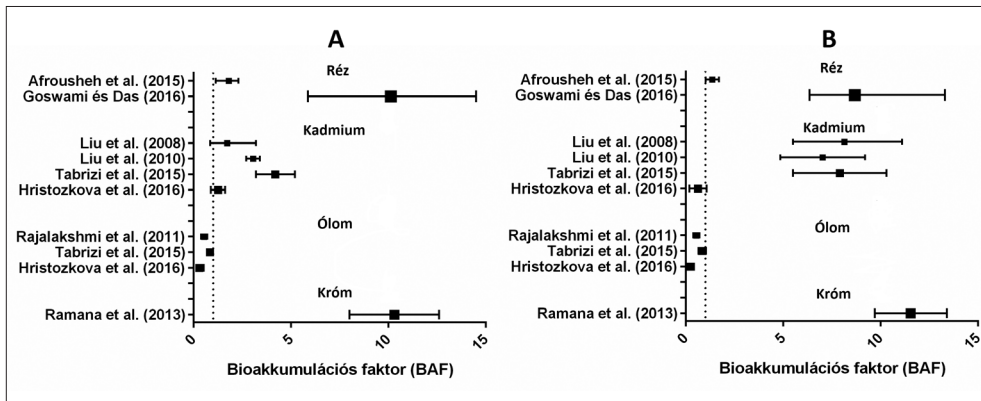 A
Réz
Afrousheh et al. (2015)
Goswami és Das (2016)
Kadmium
Liu et al. (2008)
Liu et al. (2010)
Tabrizi et al. (2015)
Hristozkova et al. (2016)
Ólom
Rajalakshmi et al. (2011)
Tabrizi et al. (2015)
Hristozkova et al. (2016)
Króm
Ramana et al. (2013)
0 5 10 15
Bioakkumulációs faktor (BAF)
B
Réz
Afrousheh et al. (2015)
Goswami és Das (2016)
Kadmium
Liu et al. (2008)
Liu et al. (2010)
Tabrizi et al. (2015)
Hristozkova et al. (2016)
Ólom
Rajalakshmi et al. (2011)
Tabrizi et al. (2015)
Hristozkova et al. (2016)
Króm
Ramana et al. (2013)
0 5 10 15
Bioakkumulációs faktor (BAF)